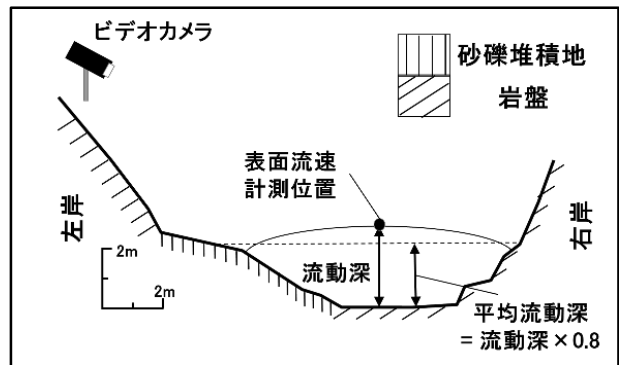 ビデオカメラ
砂礫堆積地
岩盤
表面流速
計測位置
左岸
右岸
2m
2m
流動深
平均流動深
= 流動深×0.8